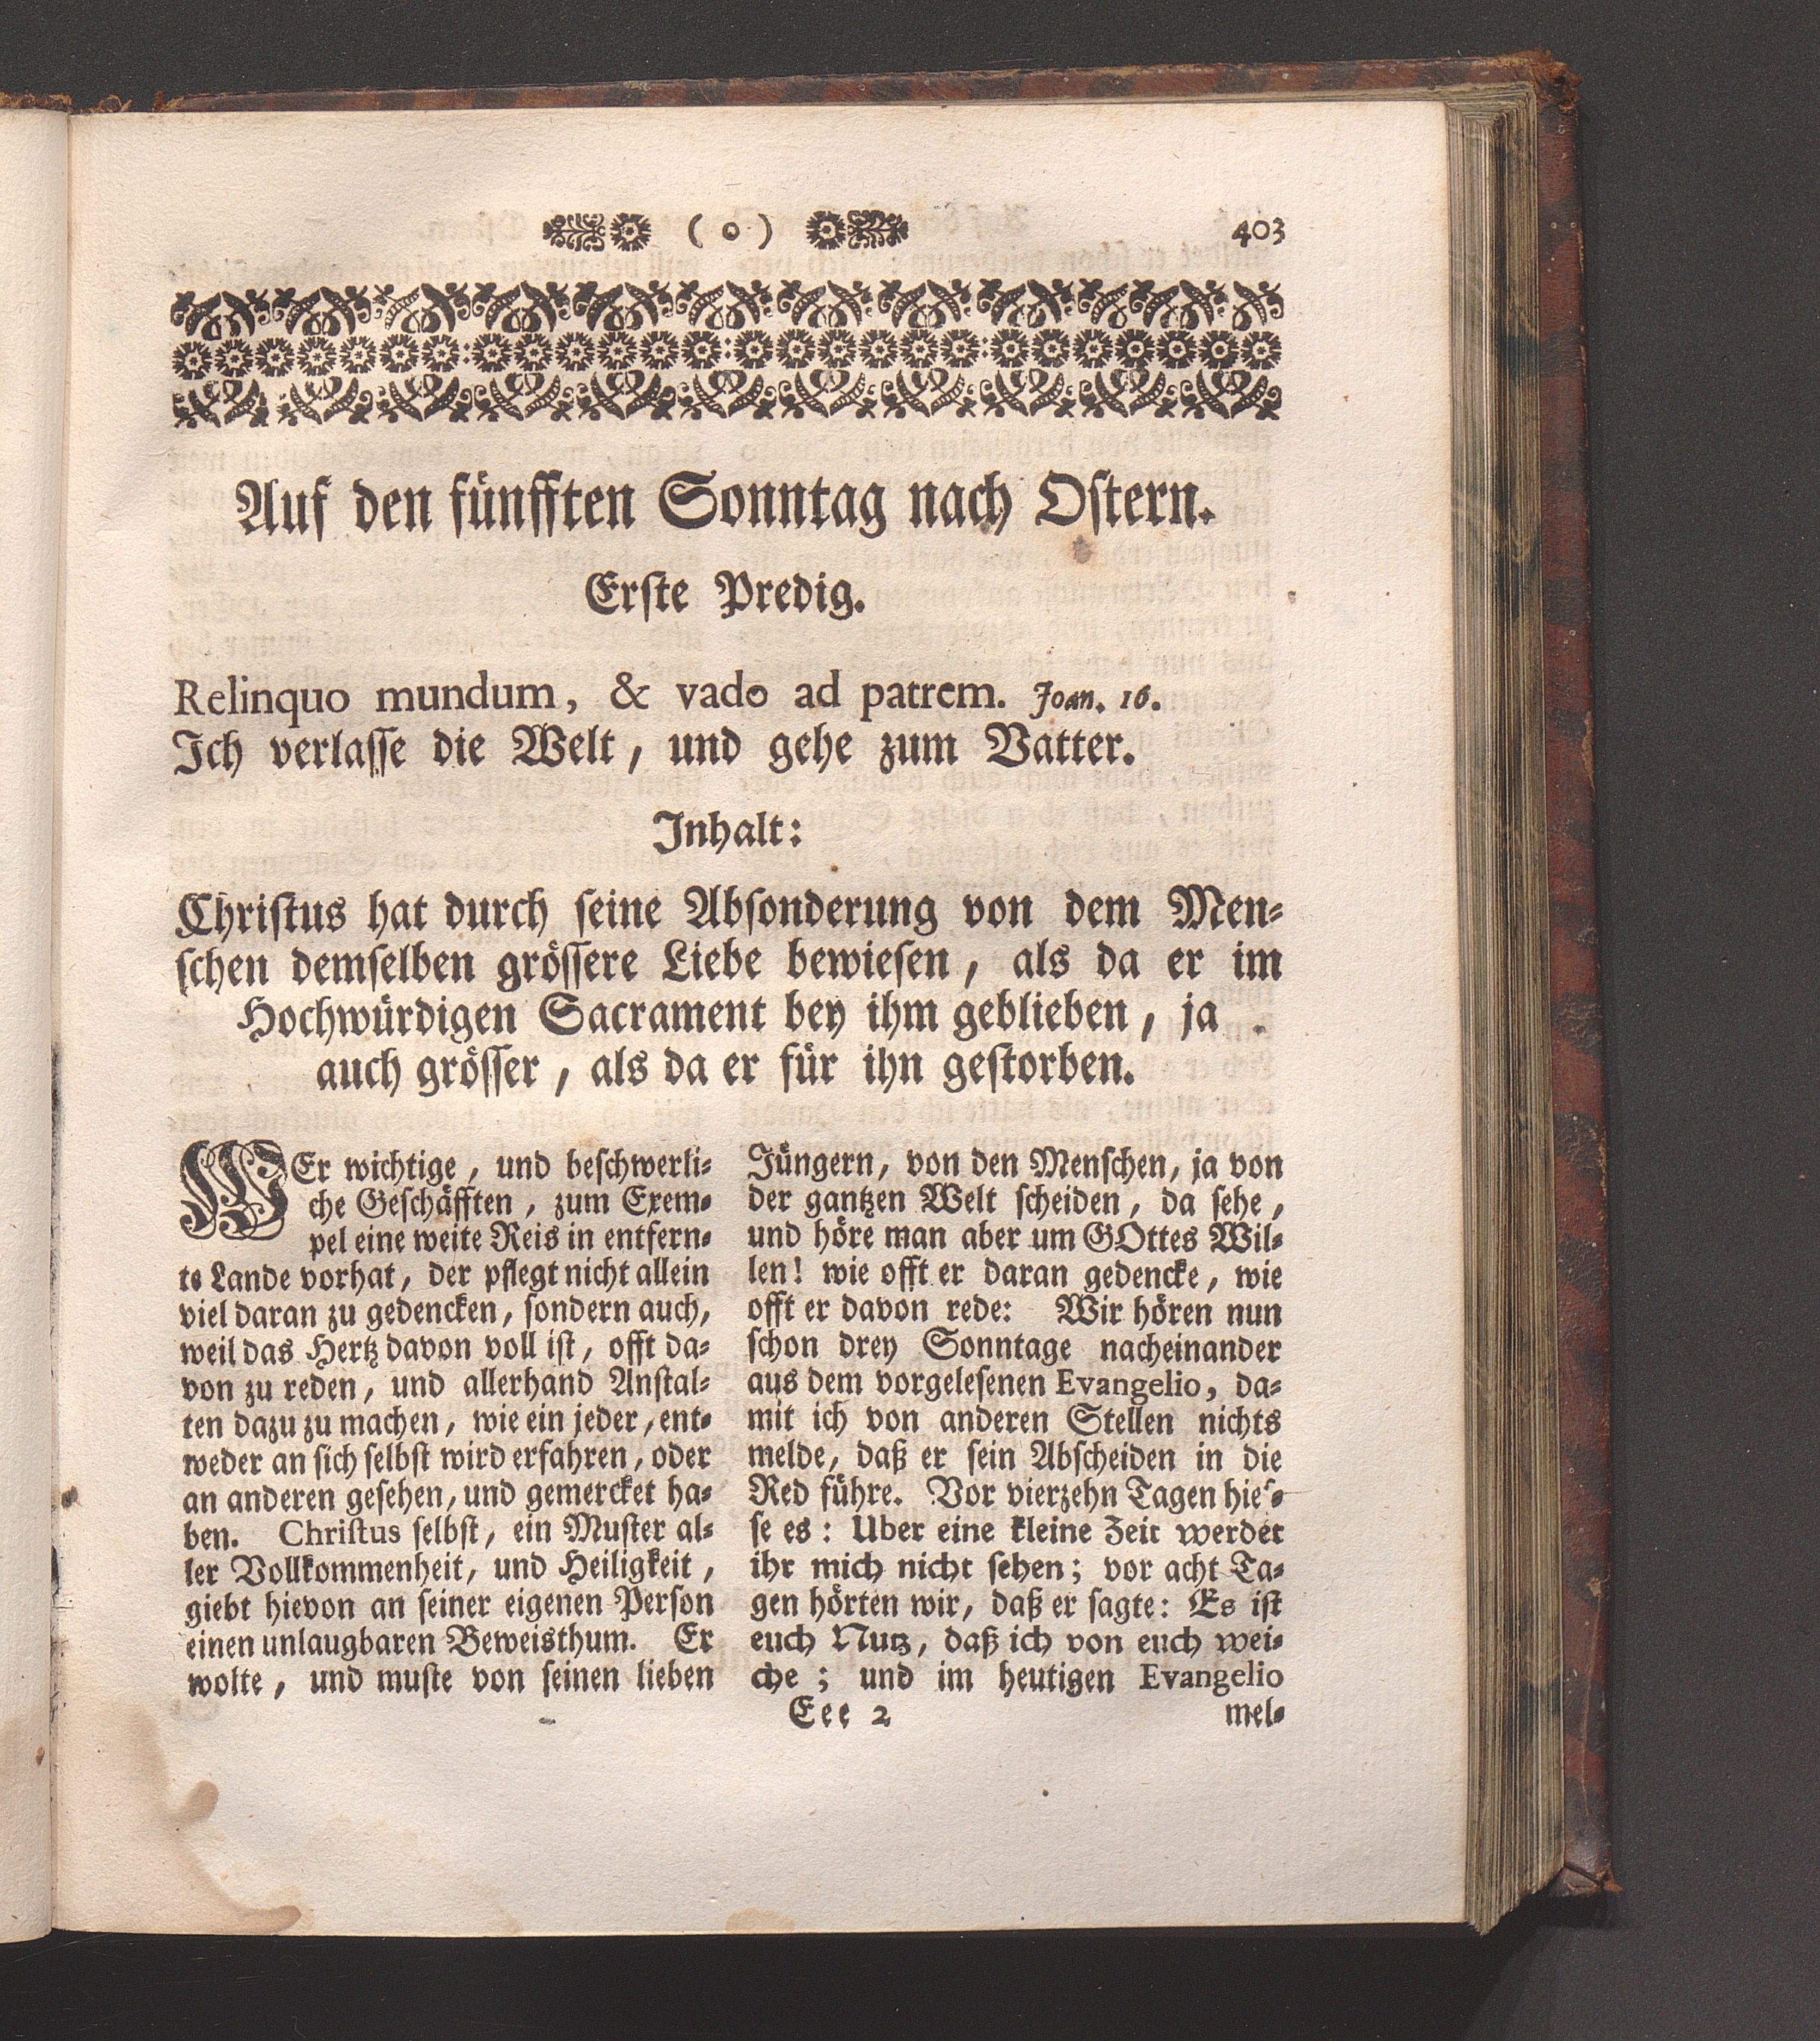 ( o )
403
Auf den fünfften Sonntag nach Ostern.
Erste Predig.
Relinquo mundum, & vado ad patrem. Joan. 16.
Ich verlasse die Welt, und gehe zum Vatter.
Inhalt:
Christus hat durch seine Absonderung von dem Men-
schen demselben grössere Liebe bewiesen, als da er im
Hochwürdigen Sacrament bey ihm geblieben, ja
auch grösser, als da er für ihn gestorben.
WEr wichtige, und beschwerli-
che Geschäfften, zum Exem-
pel eine weite Reis in entfern-
te Lande vorhat, der pflegt nicht allein
viel daran zu gedencken, sondern auch,
weil das Hertz davon voll ist, offt da-
von zu reden, und allerhand Anstal-
ten dazu zu machen, wie ein jeder, ent-
weder an sich selbst wird erfahren, oder
an anderen gesehen, und gemercket ha-
ben. Christus selbst, ein Muster al-
ler Vollkommenheit, und Heiligkeit,
giebt hievon an seiner eigenen Person
einen unlaugbaren Beweisthum. Er
wolte, und muste von seinen lieben
Jüngern, von den Menschen, ja von
der gantzen Welt scheiden, da sehe,
und höre man aber um GOttes Wil-
len! wie offt er daran gedencke, wie
offt er davon rede: Wir hören nun
schon drey Sonntage nacheinander
aus dem vorgelesenen Evangelio, da-
mit ich von anderen Stellen nichts
melde, daß er sein Abscheiden in die
Red führe. Vor vierzehn Tagen hies-
se es: Uber eine kleine Zeit werdet
ihr mich nicht sehen; vor acht Ta-
gen hörten wir, daß er sagte: Es ist
euch Nutz, daß ich von euch wei-
che; und im heutigen Evangelio
Eee 2
mel-